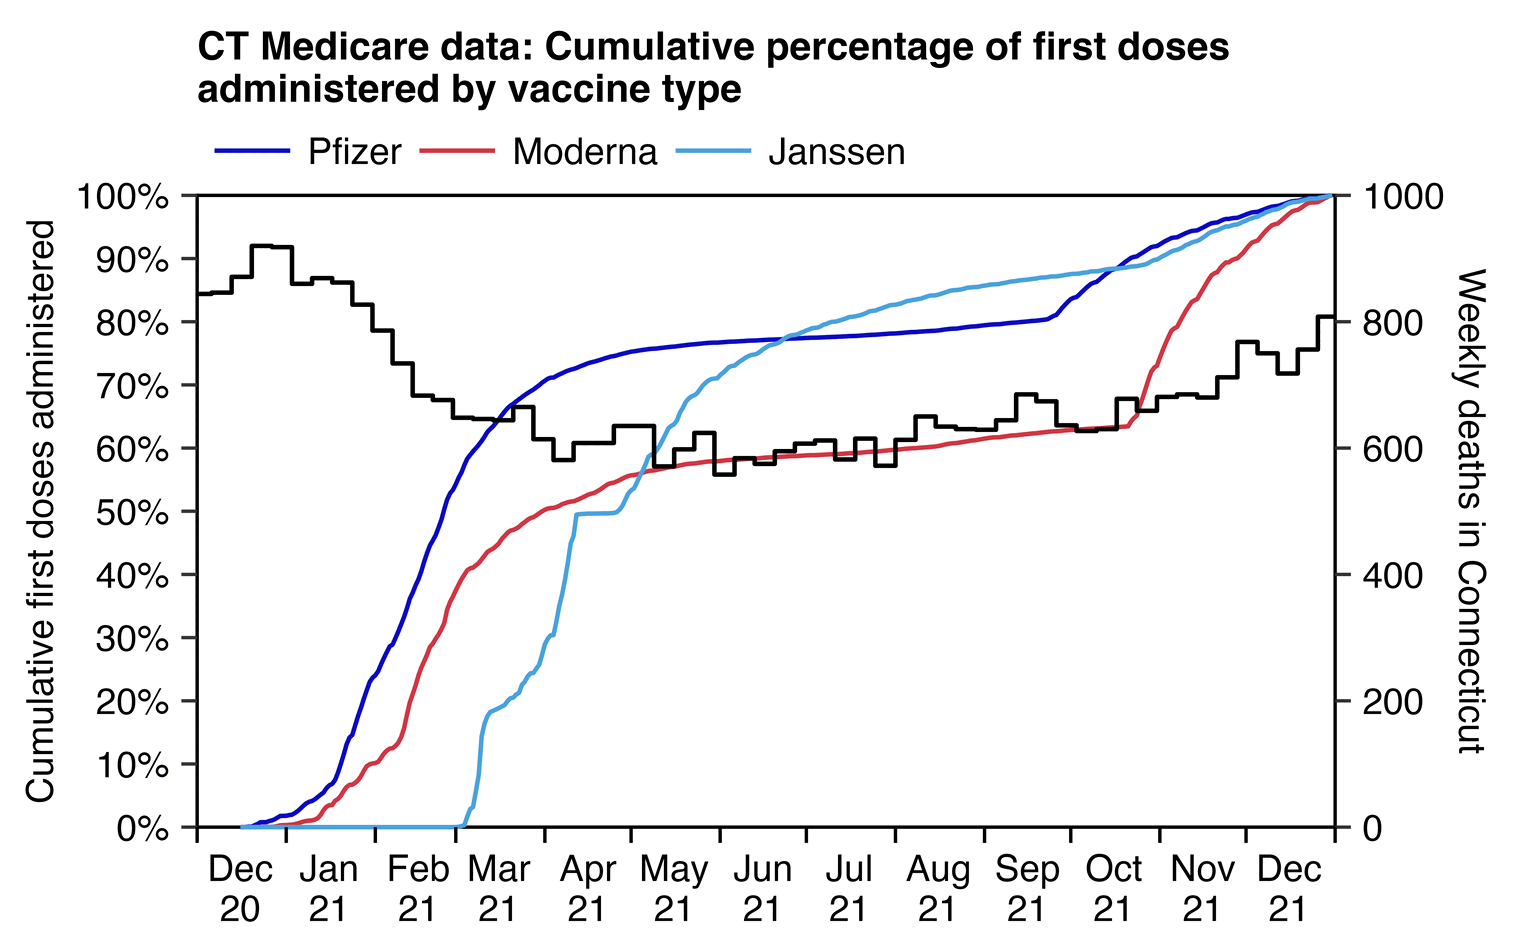 CT Medicare data: Cumulative percentage of first doses
administered by vaccine type
Pfizer Moderna Janssen
Cumulative first doses administered
100%
90%
80%
70%
60%
50%
40%
30%
20%
10%
0%
1000
800
600
400
200
0
Weekly deaths in Connecticut
Dec Jan Feb Mar Apr May Jun Jul Aug Sep Oct Nov Dec
20 21 21 21 21 21 21 21 21 21 21 21 21